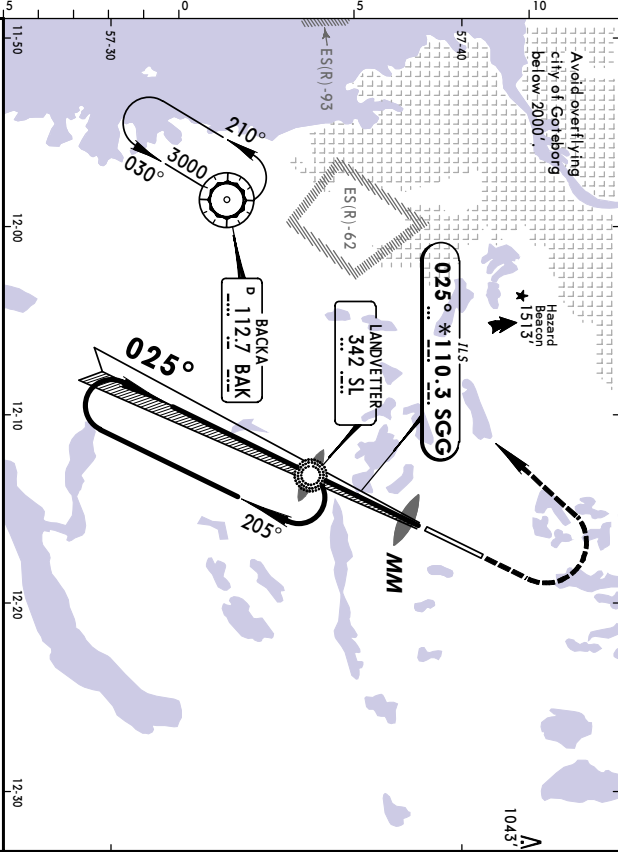 5
0
5
10
11-50
57-30
57-40
Avoid overflying
city of Goteborg
below 2000'.
ES(R)-93
210°
3000
030°
ES(R)-62
12-00
Hazard
Beacon
1513'
ILS
025° *110.3 SGG
LANDVETTER
342 SL
BACKA
D 112.7 BAK
025°
12-10
205°
MM
12-20
12-30
1043'